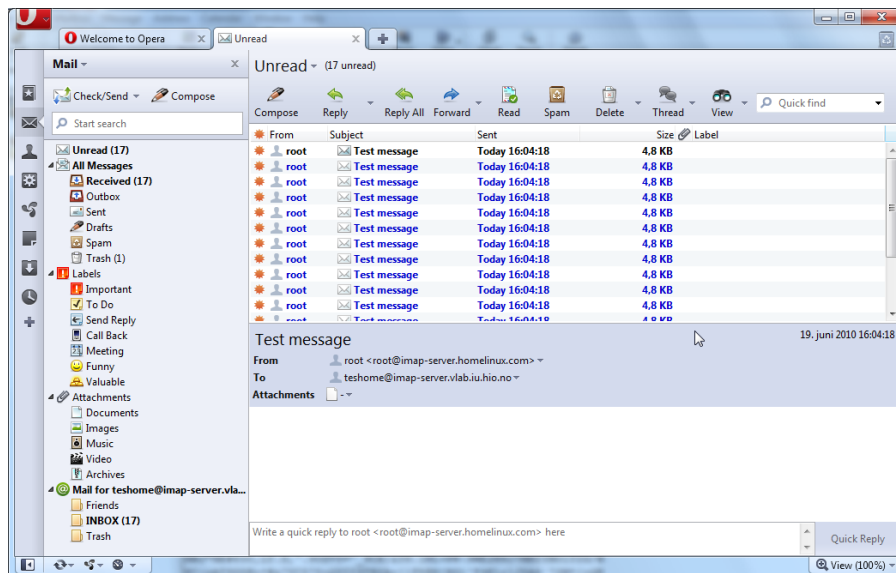 Welcome to Opera
Unread
Mail
Unread (17 unread)
Check/Send Compose
Start search
Compose Reply Reply All Forward Read Spam Delete Thread View Quick find
From Subject Sent Size Label
Unread (17)
All Messages
Received (17)
Outbox
Sent
Drafts
Spam
Trash (1)
Labels
Important
To Do
Send Reply
Call Back
Meeting
Funny
Valuable
Attachments
Documents
Images
Music
Video
Archives
Mail for teshome@imap-server.vla...
Friends
INBOX (17)
Trash
root Test message Today 16:04:18 4,8 KB
root Test message Today 16:04:18 4,8 KB
root Test message Today 16:04:18 4,8 KB
root Test message Today 16:04:18 4,8 KB
root Test message Today 16:04:18 4,8 KB
root Test message Today 16:04:18 4,8 KB
root Test message Today 16:04:18 4,8 KB
root Test message Today 16:04:18 4,8 KB
root Test message Today 16:04:18 4,8 KB
root Test message Today 16:04:18 4,8 KB
root Test message Today 16:04:18 4,8 KB
root Test message Today 16:04:18 4,8 KB
Test message 19. juni 2010 16:04:18
From root <root@imap-server.homelinux.com>
To teshome@imap-server.vlab.iu.hio.no
Attachments -
Write a quick reply to root <root@imap-server.homelinux.com> here
Quick Reply
View (100%)